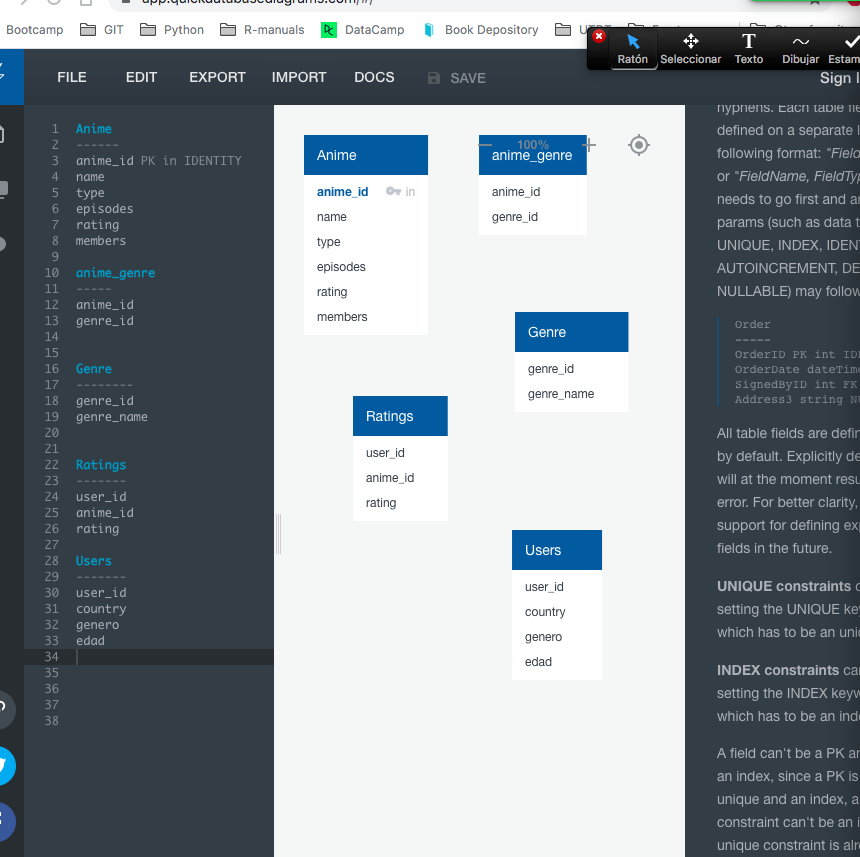 app.quickdatabasediagrams.com/#/
Bootcamp GIT Python R-manuals DataCamp Book Depository
Ratón Seleccionar Texto Dibujar Estam
FILE EDIT EXPORT IMPORT DOCS SAVE Sign I
1 Anime
2 ------
3 anime_id PK in IDENTITY
4 name
5 type
6 episodes
7 rating
8 members
9
10 anime_genre
11 -----
12 anime_id
13 genre_id
14
15
16 Genre
17 --------
18 genre_id
19 genre_name
20
21
22 Ratings
23 -------
24 user_id
25 anime_id
26 rating
27
28 Users
29 -------
30 user_id
31 country
32 genero
33 edad
34
35
36
37
38
Anime
anime_id in
name
type
episodes
rating
members
100%
anime_genre
anime_id
genre_id
Genre
genre_id
genre_name
Ratings
user_id
anime_id
rating
Users
user_id
country
genero
edad
hyphens. Each table fie
defined on a separate l
following format: "Field
or "FieldName, FieldTyp
needs to go first and an
params (such as data t
UNIQUE, INDEX, IDEN
AUTOINCREMENT, DE
NULLABLE) may follow
Order
-----
OrderID PK int IDE
OrderDate dateTime
SignedByID int FK
Address3 string NU
All table fields are defin
by default. Explicitly de
will at the moment resu
error. For better clarity,
support for defining exp
fields in the future.
UNIQUE constraints c
setting the UNIQUE key
which has to be an uniq
INDEX constraints can
setting the INDEX keyw
which has to be an inde
A field can't be a PK an
an index, since a PK is
unique and an index, a
constraint can't be an i
unique constraint is alre